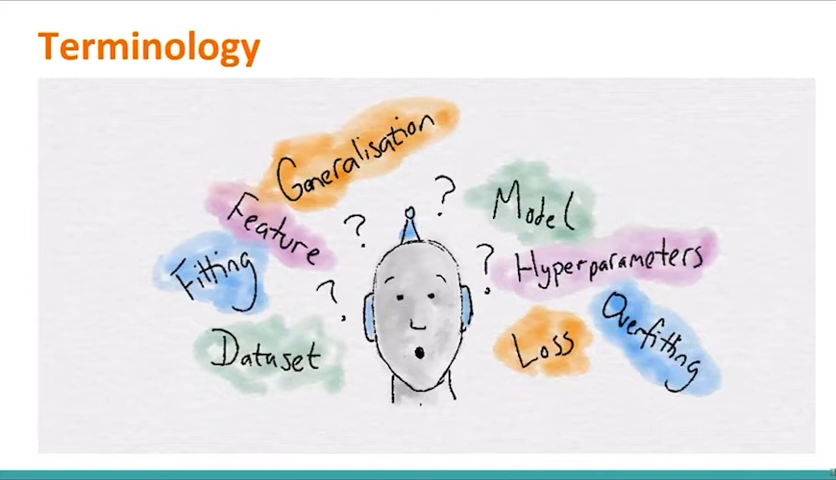 Terminology
Generalisation
Feature
Fitting
Dataset
? ? ? ?
Model
Hyperparameters
Loss
Overfitting